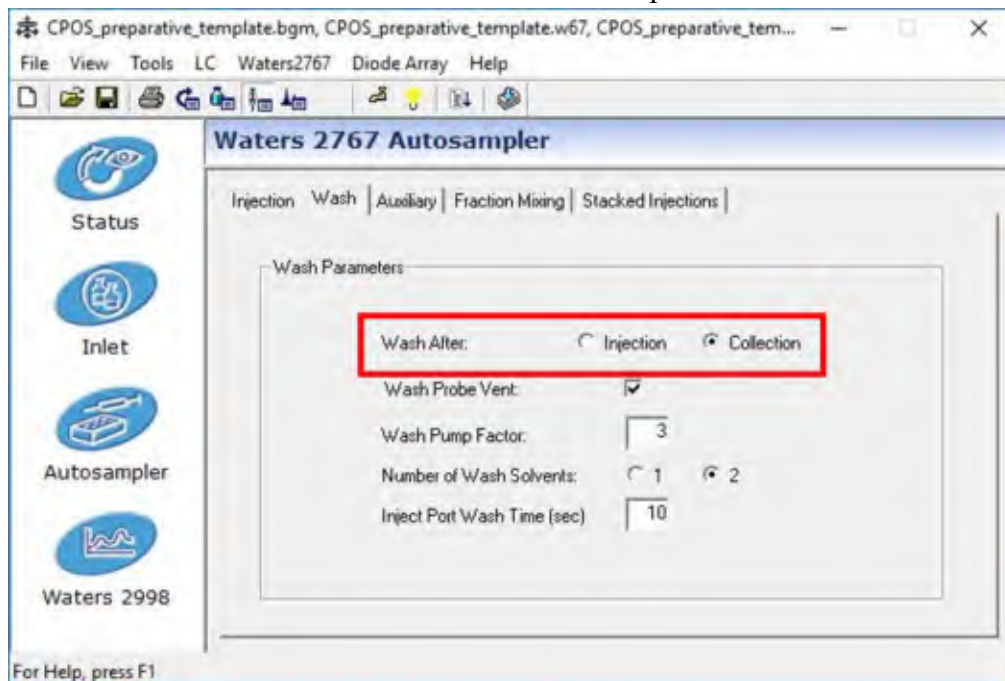 CPOS_preparative_template.bgm, CPOS_preparative_template.w67, CPOS_preparative_tem...
File View Tools LC Waters2767 Diode Array Help
Waters 2767 Autosampler
Injection Wash Auxiliary Fraction Mixing Stacked Injections
Status
Wash Parameters
Inlet
Wash After: Injection Collection
Wash Probe Vent:
Wash Pump Factor: 3
Autosampler
Number of Wash Solvents: 1 2
Inject Port Wash Time (sec) 10
Waters 2998
For Help, press F1